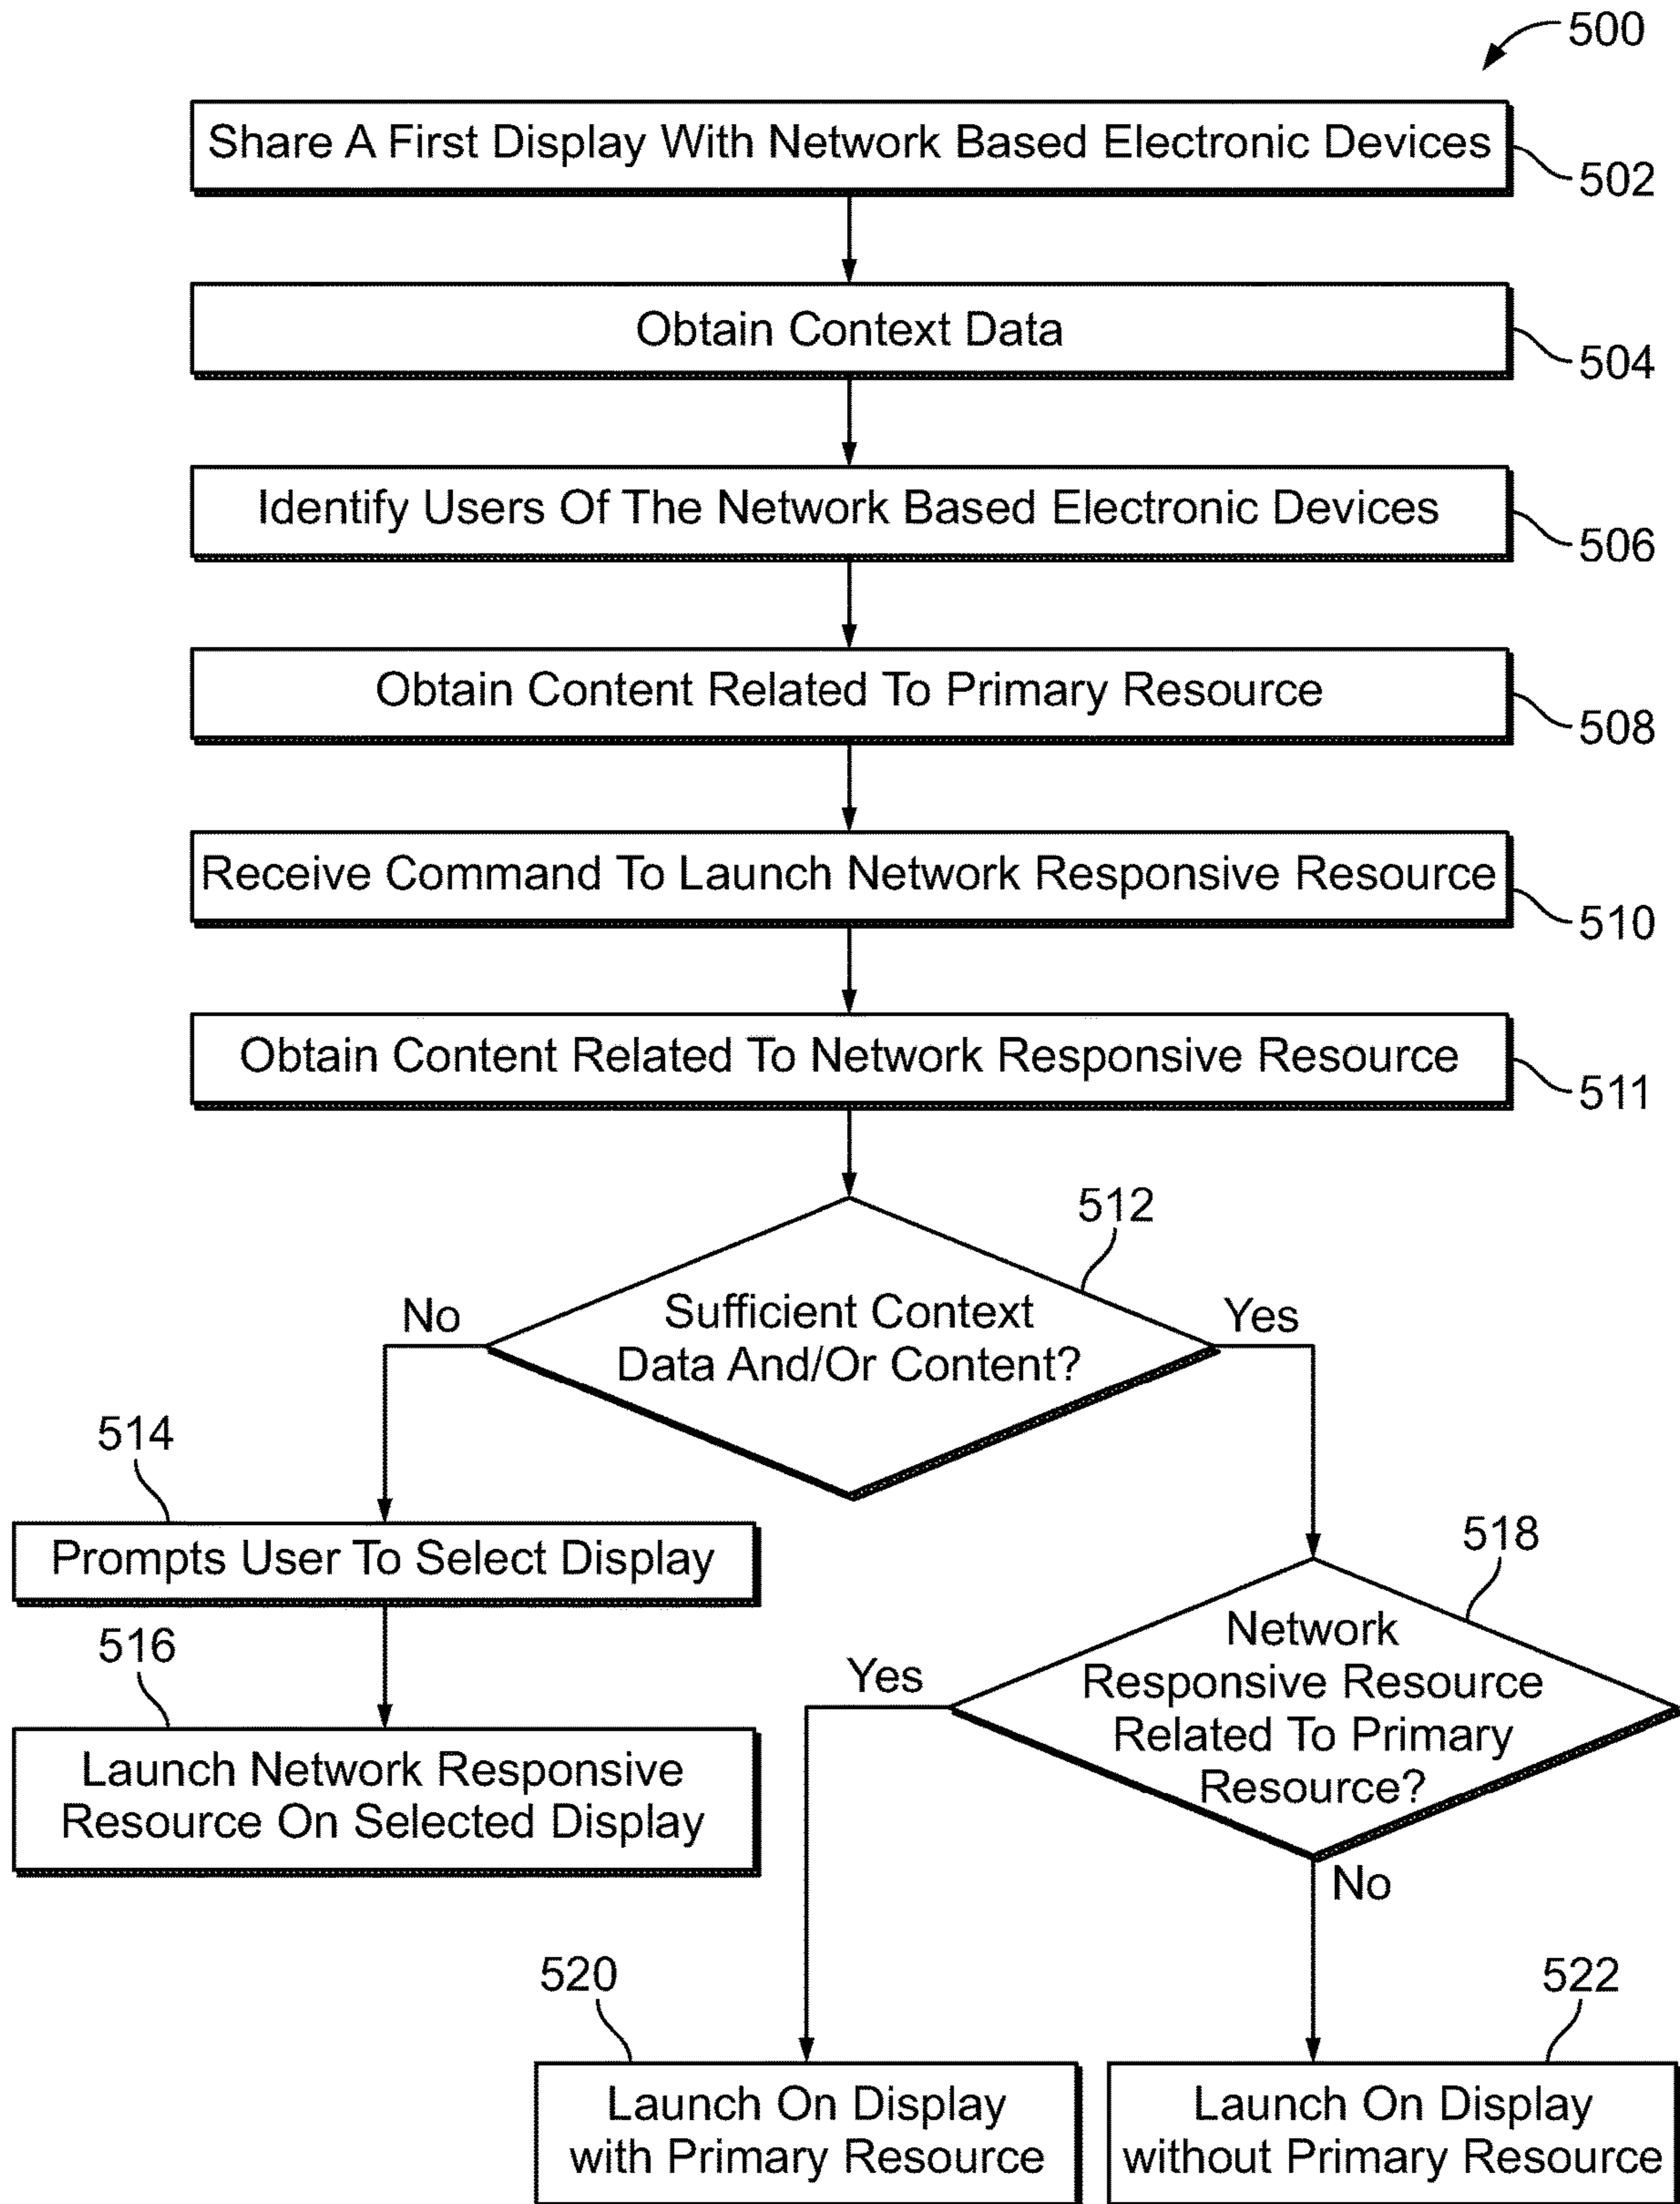 500
Share A First Display With Network Based Electronic Devices
502
Obtain Context Data
504
Identify Users Of The Network Based Electronic Devices
506
Obtain Content Related To Primary Resource
508
Receive Command To Launch Network Responsive Resource
510
Obtain Content Related To Network Responsive Resource
511
512
Sufficient Context
Data And/Or Content?
No
Yes
514
Prompts User To Select Display
516
Launch Network Responsive
Resource On Selected Display
518
Network
Responsive Resource
Related To Primary
Resource?
Yes
No
520
Launch On Display
with Primary Resource
522
Launch On Display
without Primary Resource